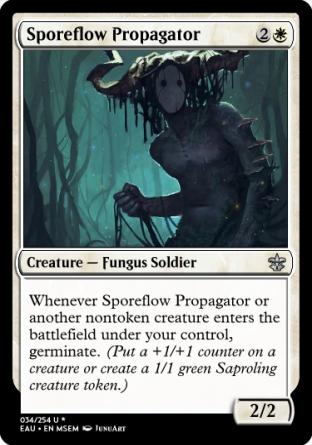 Sporeflow Propagator 2
Creature — Fungus Soldier
Whenever Sporeflow Propagator or
another nontoken creature enters the
battlefield under your control,
germinate. (Put a +1/+1 counter on a
creature or create a 1/1 green Saproling
creature token.)
2/2
034/254 U *
EAU • EN MSEM JunuArt